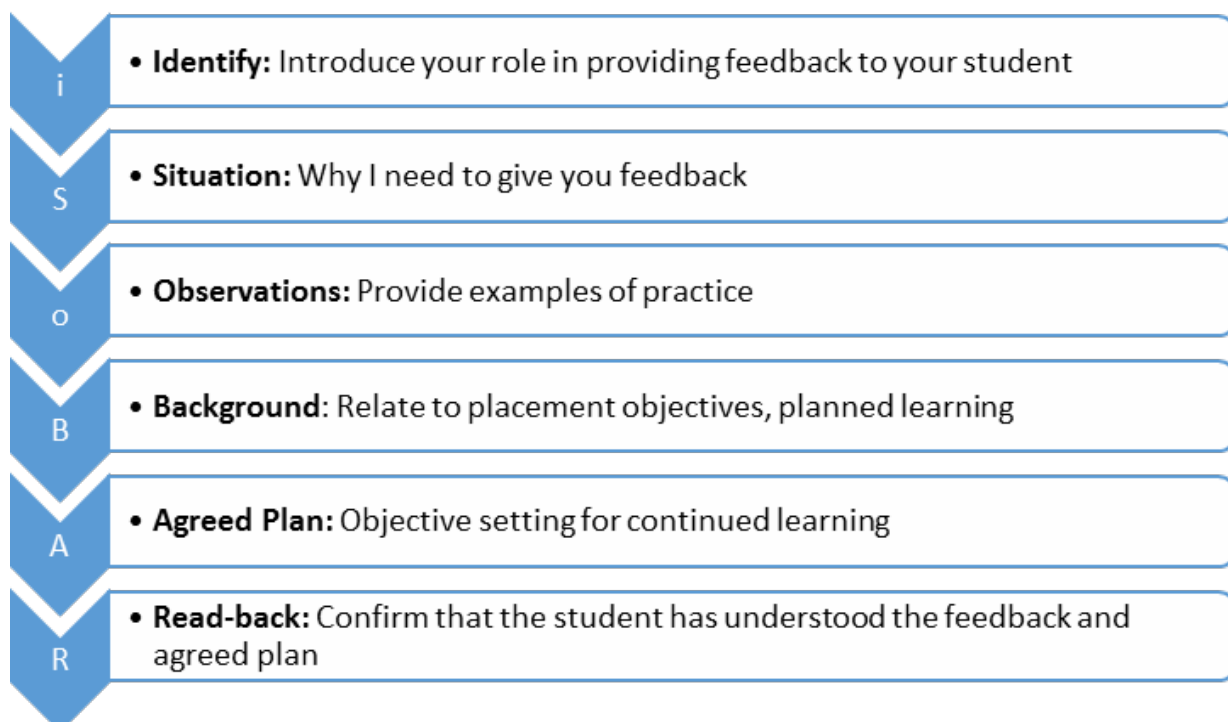 i
• Identify: Introduce your role in providing feedback to your student
S
• Situation: Why I need to give you feedback
o
• Observations: Provide examples of practice
B
• Background: Relate to placement objectives, planned learning
A
• Agreed Plan: Objective setting for continued learning
R
• Read-back: Confirm that the student has understood the feedback and
agreed plan